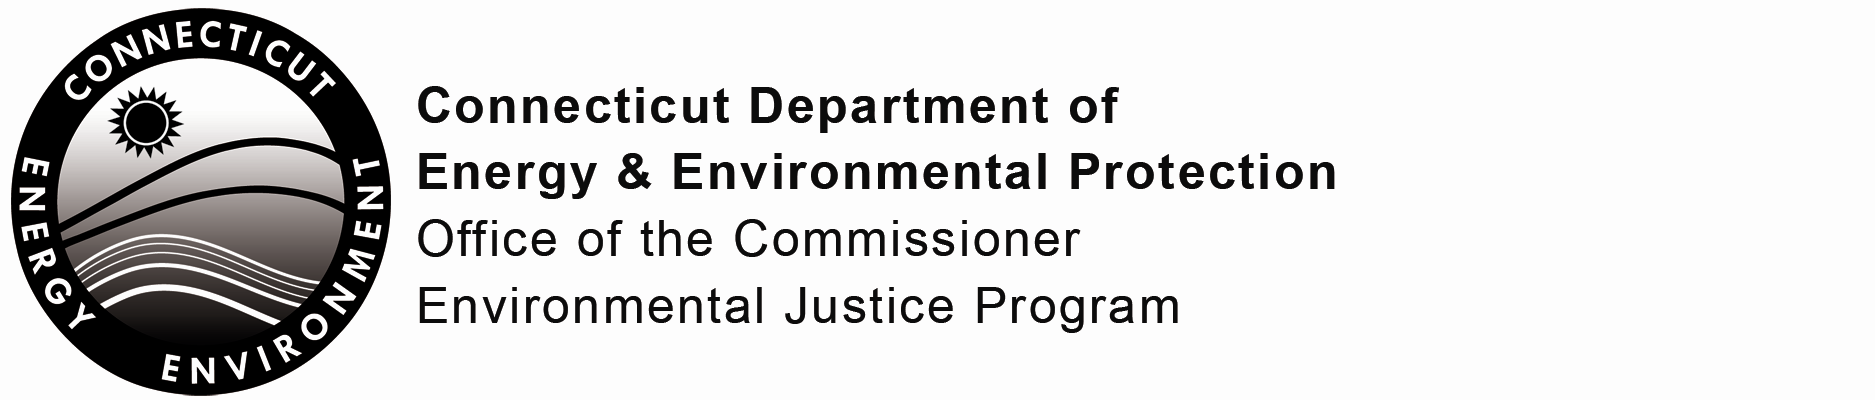 CONNECTICUT
ENERGY
ENVIRONMENT
Connecticut Department of
Energy & Environmental Protection
Office of the Commissioner
Environmental Justice Program